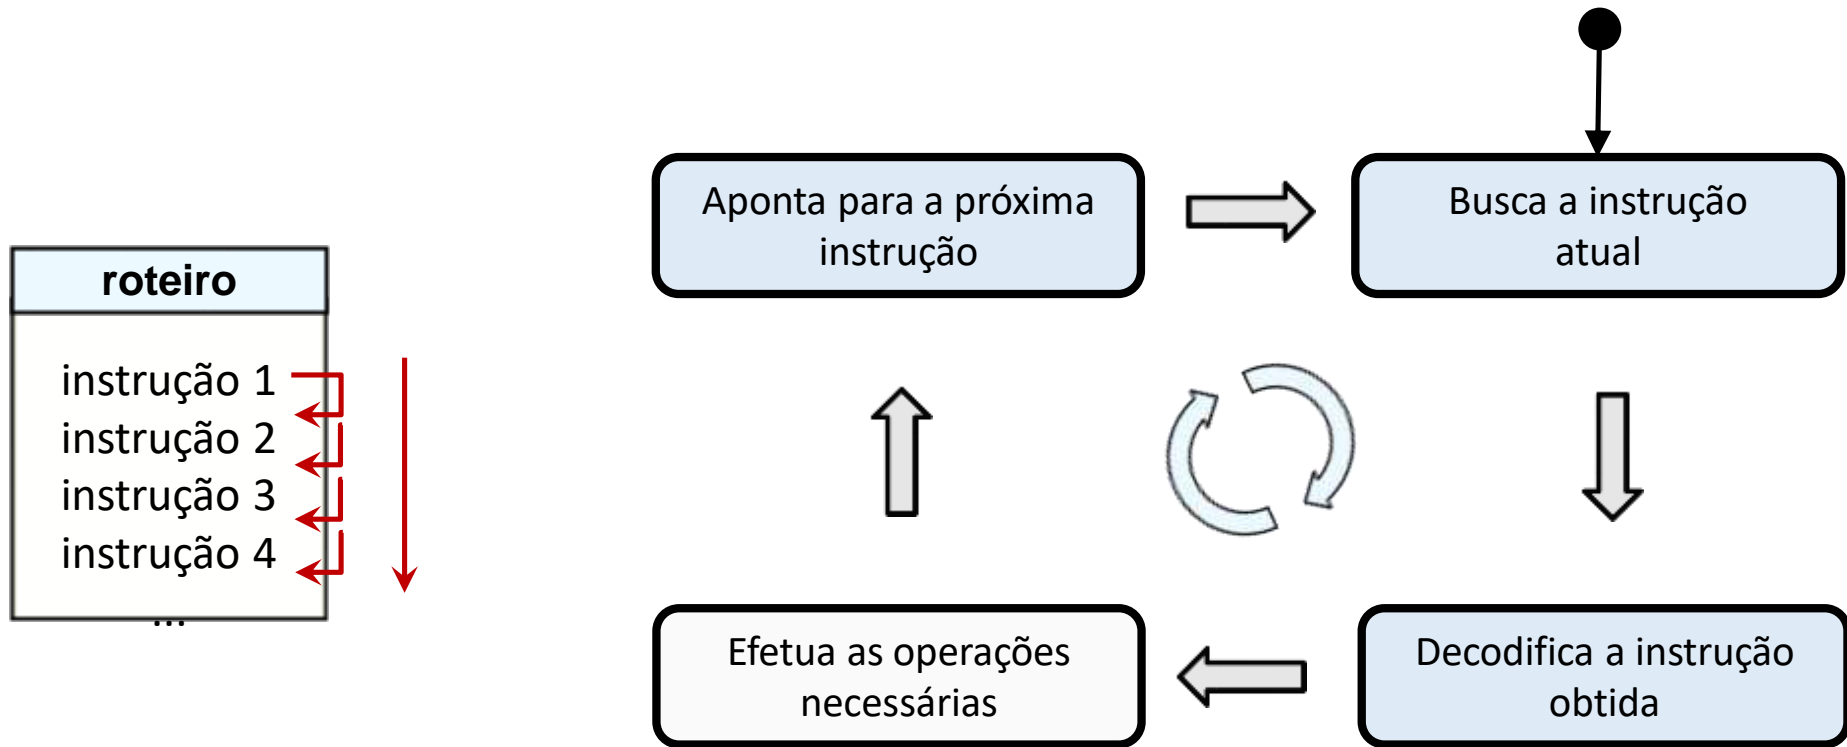 roteiro
instrução 1
instrução 2
instrução 3
instrução 4
...
Aponta para a próxima
instrução
Busca a instrução
atual
Efetua as operações
necessárias
Decodifica a instrução
obtida